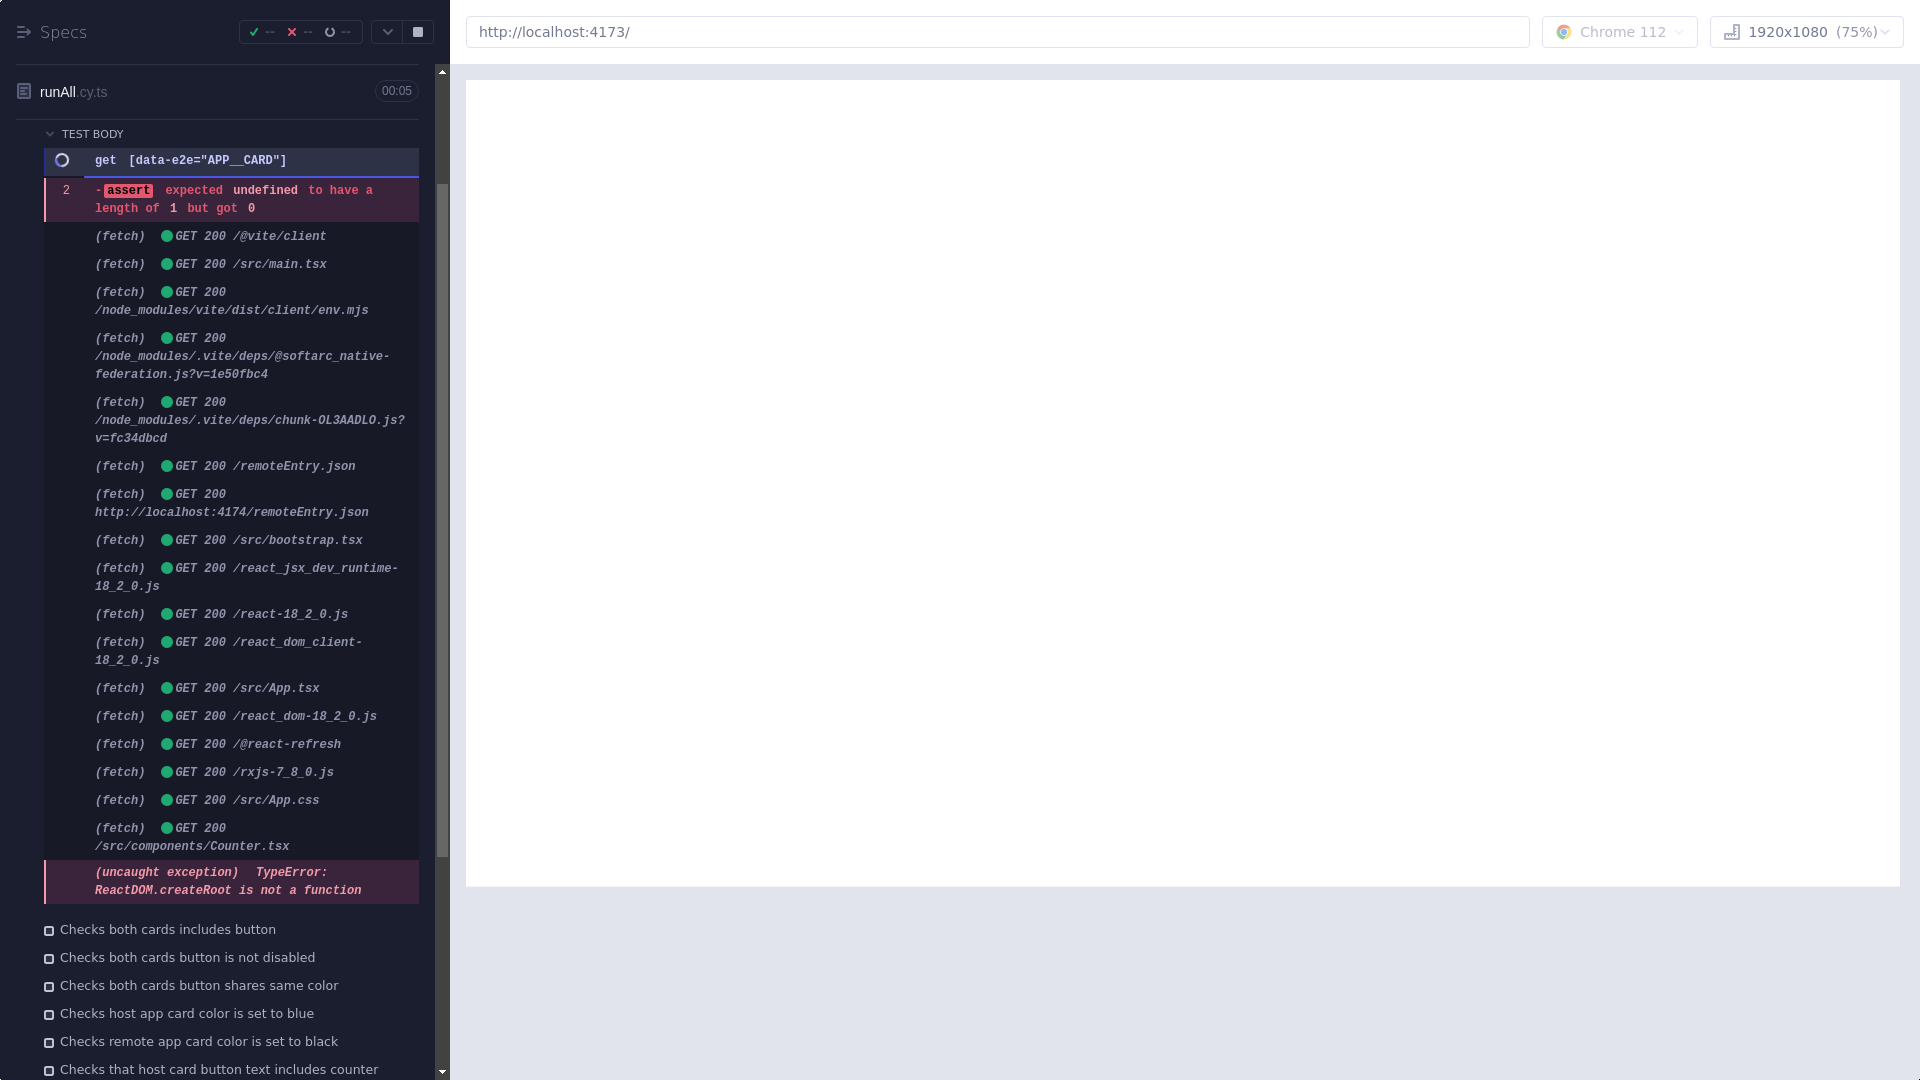 Specs
-- -- --
http://localhost:4173/
Chrome 112
1920x1080 (75%)
runAll.cy.ts
00:05
TEST BODY
get [data-e2e="APP__CARD"]
2 -assert expected undefined to have a
length of 1 but got 0
(fetch) GET 200 /@vite/client
(fetch) GET 200 /src/main.tsx
(fetch) GET 200
/node_modules/vite/dist/client/env.mjs
(fetch) GET 200
/node_modules/.vite/deps/@softarc_native-
federation.js?v=1e50fbc4
(fetch) GET 200
/node_modules/.vite/deps/chunk-OL3AADLO.js?
v=fc34dbcd
(fetch) GET 200 /remoteEntry.json
(fetch) GET 200
http://localhost:4174/remoteEntry.json
(fetch) GET 200 /src/bootstrap.tsx
(fetch) GET 200 /react_jsx_dev_runtime-
18_2_0.js
(fetch) GET 200 /react-18_2_0.js
(fetch) GET 200 /react_dom_client-
18_2_0.js
(fetch) GET 200 /src/App.tsx
(fetch) GET 200 /react_dom-18_2_0.js
(fetch) GET 200 /@react-refresh
(fetch) GET 200 /rxjs-7_8_0.js
(fetch) GET 200 /src/App.css
(fetch) GET 200
/src/components/Counter.tsx
(uncaught exception) TypeError:
ReactDOM.createRoot is not a function
Checks both cards includes button
Checks both cards button is not disabled
Checks both cards button shares same color
Checks host app card color is set to blue
Checks remote app card color is set to black
Checks that host card button text includes counter